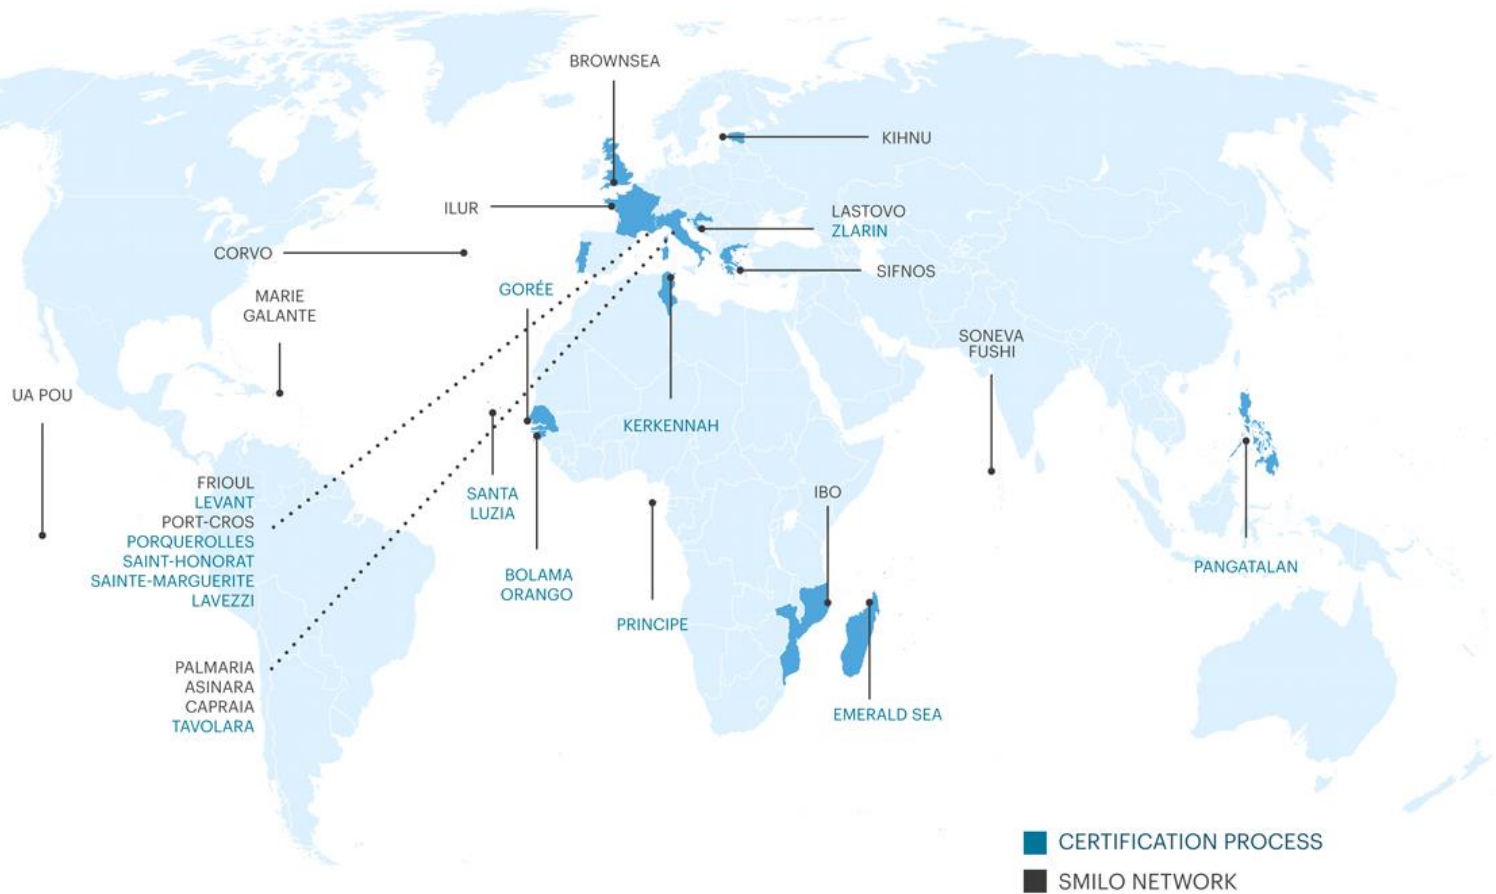 BROWNSEA
KIHNU
ILUR
LASTOVO
ZLARIN
CORVO
SIFNOS
GORÉE
MARIE
GALANTE
SONEVA
FUSHI
UA POU
KERKENNAH
FRIOUL
LEVANT
PORT-CROS
PORQUEROLLES
SAINT-HONORAT
SAINTE-MARGUERITE
LAVEZZI
SANTA
LUZIA
IBO
BOLAMA
ORANGO
PANGATALAN
PRINCIPE
PALMARIA
ASINARA
CAPRAIA
TAVOLARA
EMERALD SEA
CERTIFICATION PROCESS
SMILO NETWORK